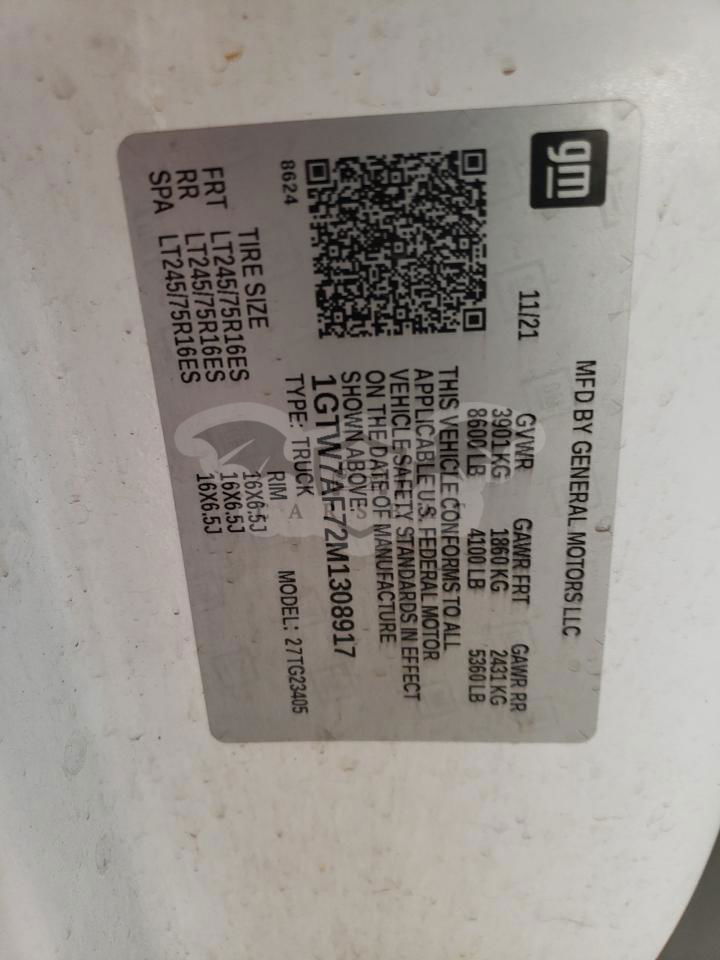 gm
MFD BY GENERAL MOTORS LLC
11/21 GVWR GAWR FRT GAWR RR
3901 KG 1860 KG 2431 KG
8600 LB 4100 LB 5360 LB
THIS VEHICLE CONFORMS TO ALL
APPLICABLE U.S. FEDERAL MOTOR
VEHICLE SAFETY STANDARDS IN EFFECT
ON THE DATE OF MANUFACTURE
SHOWN ABOVE.
1GTW7AF72M1308917
8624 TYPE: TRUCK MODEL: 27TG23405
TIRE SIZE RIM
FRT LT245/75R16ES 16X6.5J
RR LT245/75R16ES 16X6.5J
SPA LT245/75R16ES 16X6.5J